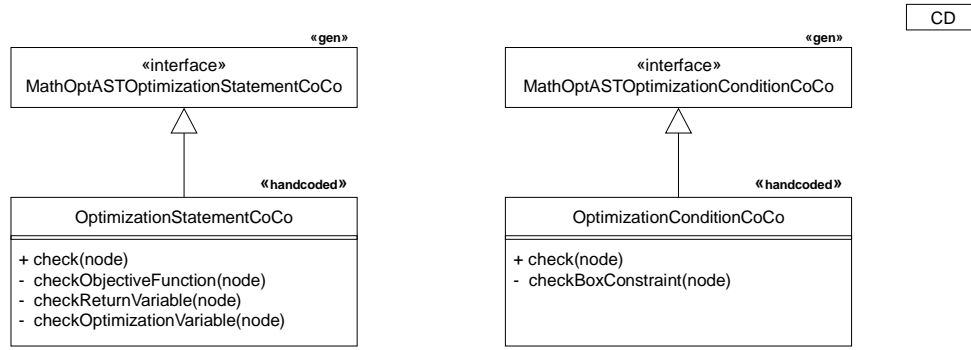 CD
«gen»
«interface»
MathOptASTOptimizationStatementCoCo
«handcoded»
OptimizationStatementCoCo
+ check(node)
- checkObjectiveFunction(node)
- checkReturnVariable(node)
- checkOptimizationVariable(node)
«gen»
«interface»
MathOptASTOptimizationConditionCoCo
«handcoded»
OptimizationConditionCoCo
+ check(node)
- checkBoxConstraint(node)